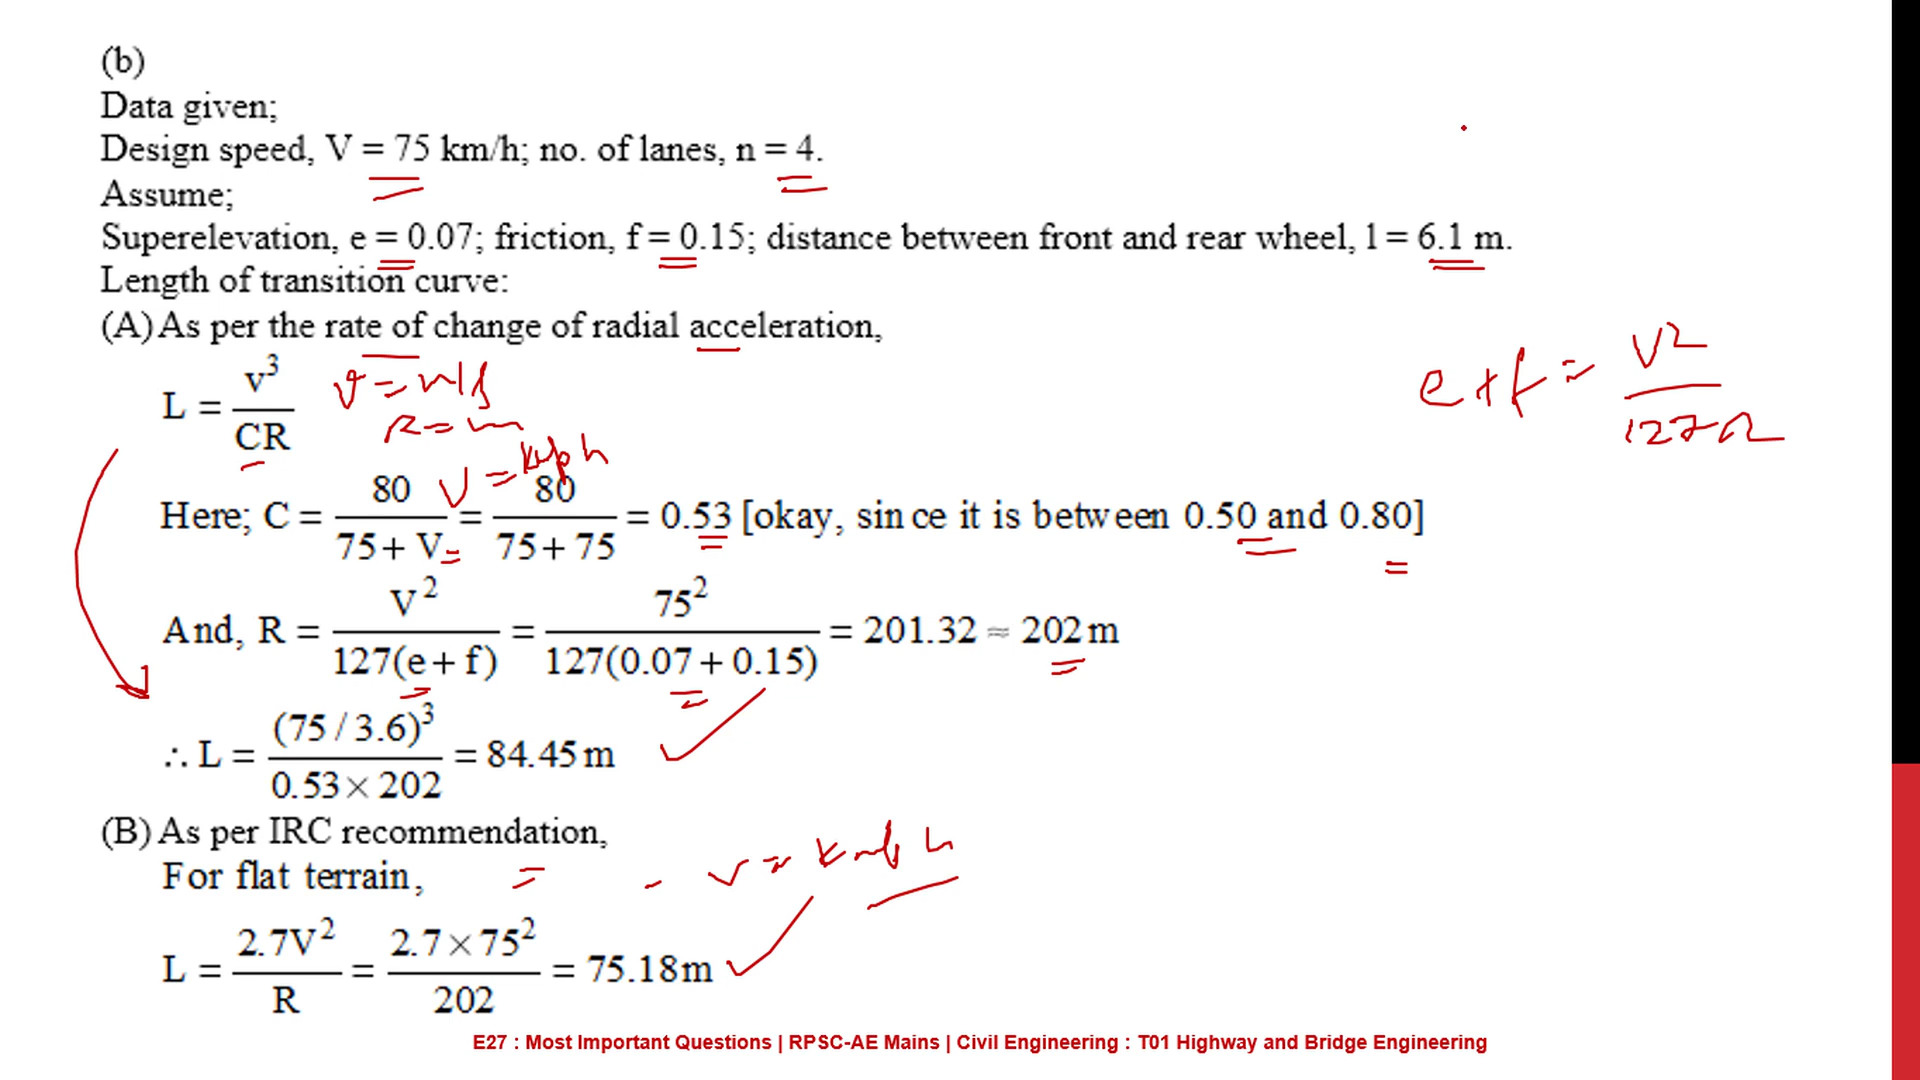 (b)
Data given;
Design speed, V = 75 km/h; no. of lanes, n = 4.
Assume;
Superelevation, e = 0.07; friction, f = 0.15; distance between front and rear wheel, l = 6.1 m.
Length of transition curve:
(A) As per the rate of change of radial acceleration,
L = v³ / CR
v = m/s
R = m
e + f = V² / 127R
V = kmph
Here; C = 80 / (75 + V) = 80 / (75 + 75) = 0.53 [okay, since it is between 0.50 and 0.80]
And, R = V² / 127(e + f) = 75² / 127(0.07 + 0.15) = 201.32 ≈ 202 m
∴ L = (75 / 3.6)³ / 0.53 × 202 = 84.45 m
(B) As per IRC recommendation,
For flat terrain,
V = kmph
L = 2.7V² / R = 2.7 × 75² / 202 = 75.18 m
E27 : Most Important Questions | RPSC-AE Mains | Civil Engineering : T01 Highway and Bridge Engineering